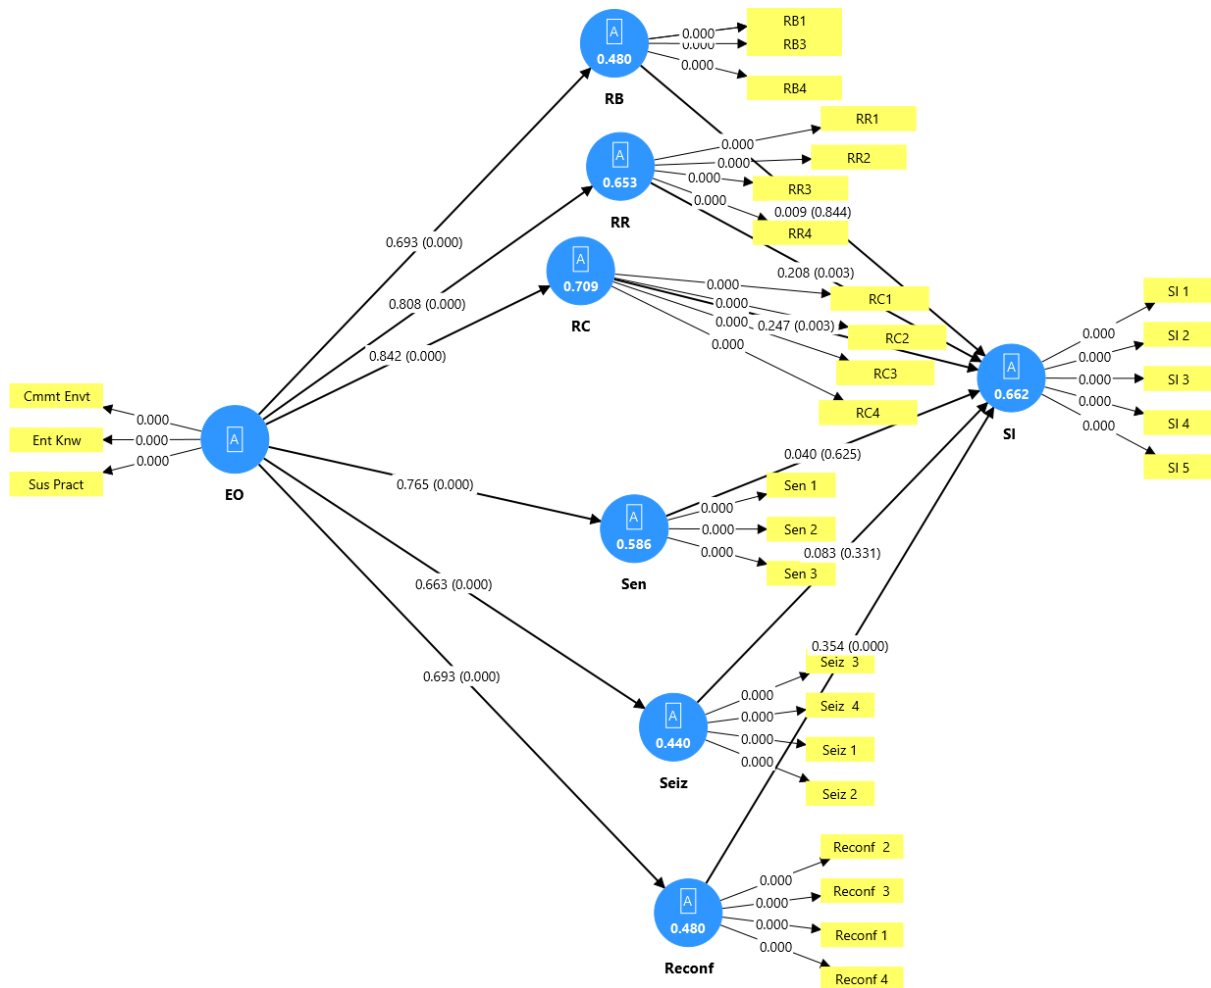 A
0.480
RB
0.000
0.000
0.000
RB1
RB3
RB4
A
0.653
RR
0.000
0.000
0.000
0.000
RR1
RR2
RR3
RR4
0.009 (0.844)
0.693 (0.000)
A
0.709
RC
0.208 (0.003)
0.000
0.000
0.000
0.247 (0.003)
0.000
RC1
RC2
RC3
RC4
0.808 (0.000)
0.842 (0.000)
SI 1
SI 2
SI 3
SI 4
SI 5
0.000
0.000
0.000
0.000
0.000
A
0.662
SI
Cmmt Envt
Ent Knw
Sus Pract
0.000
0.000
0.000
A
EO
0.765 (0.000)
0.040 (0.625)
A
0.586
Sen
0.000
0.000
0.000
Sen 1
Sen 2
Sen 3
0.083 (0.331)
0.663 (0.000)
0.354 (0.000)
0.693 (0.000)
A
0.440
Seiz
0.000
0.000
0.000
0.000
Seiz 3
Seiz 4
Seiz 1
Seiz 2
A
0.480
Reconf
0.000
0.000
0.000
0.000
Reconf 2
Reconf 3
Reconf 1
Reconf 4